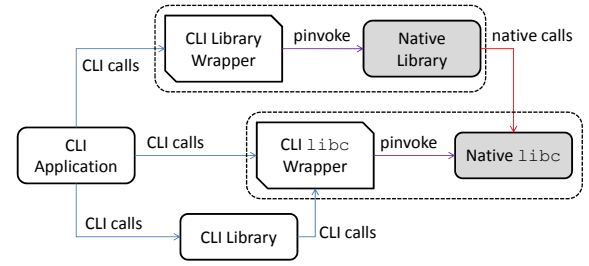 CLI Library
Wrapper
pinvoke
Native
Library
native calls
CLI calls
CLI
Application
CLI calls
CLI libc
Wrapper
pinvoke
Native libc
CLI calls
CLI Library
CLI calls